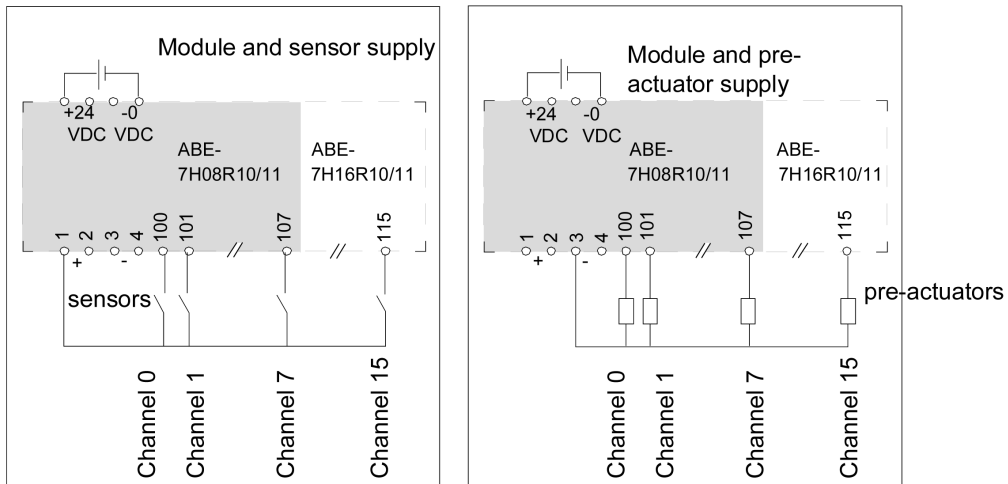 Module and sensor supply
+24 -0
VDC VDC
ABE- ABE-
7H08R10/11 7H16R10/11
1 2 3 4 100 101 107 115
+ -
sensors
Channel 0 Channel 1 Channel 7 Channel 15
Module and pre-
actuator supply
+24 -0
VDC VDC
ABE- ABE-
7H08R10/11 7H16R10/11
1 2 3 4 100 101 107 115
+ -
pre-actuators
Channel 0 Channel 1 Channel 7 Channel 15